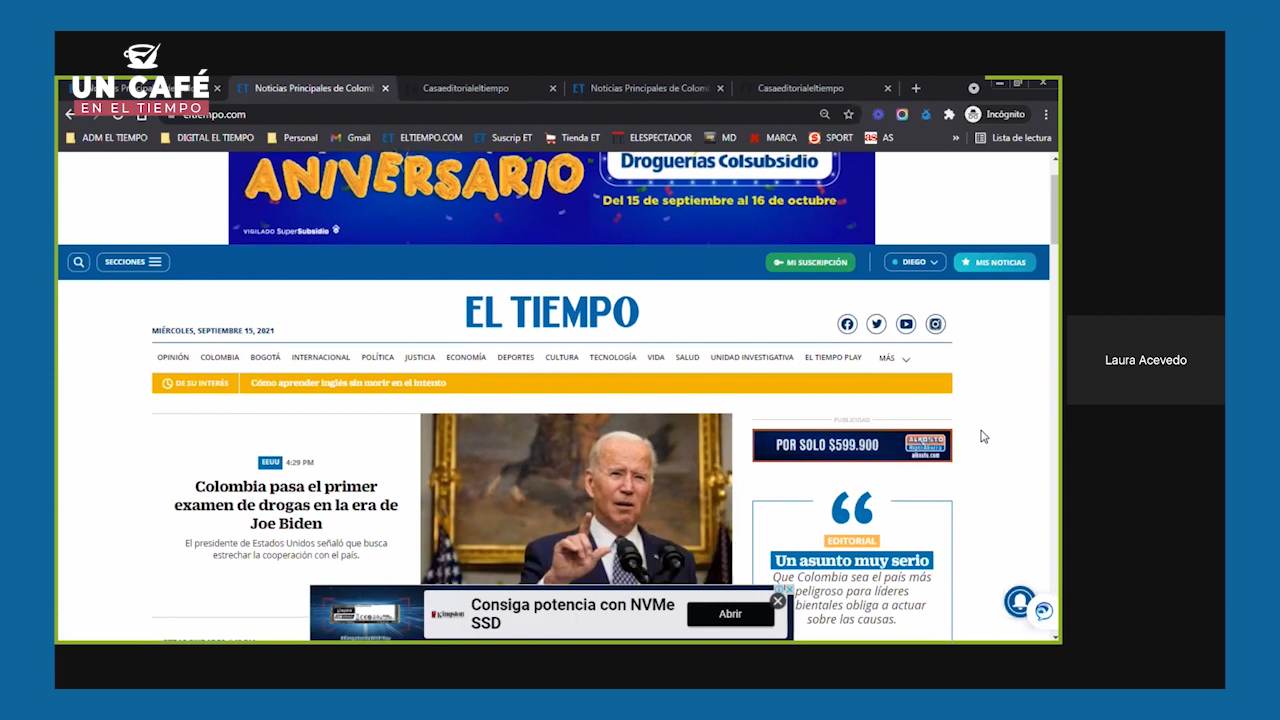 UN CAFÉ
EN EL TIEMPO
Noticias Principales de Colomb
Casaeditorialeltiempo
Noticias Principales de Colom
Casaeditorialeltiempo
eltiempo.com
Incógnito
ADM EL TIEMPO
DIGITAL EL TIEMPO
Personal
Gmail
ELTIEMPO.COM
Suscrip ET
Tienda ET
ELESPECTADOR
MD
MARCA
SPORT
AS
Lista de lectura
ANIVERSARIO
Droguerías Colsubsidio
Del 15 de septiembre al 16 de octubre
VIGILADO SuperSubsidio
SECCIONES
MI SUSCRIPCIÓN
DIEGO
MIS NOTICIAS
EL TIEMPO
MIÉRCOLES, SEPTIEMBRE 15, 2021
OPINIÓN COLOMBIA BOGOTÁ INTERNACIONAL POLÍTICA JUSTICIA ECONOMÍA DEPORTES CULTURA TECNOLOGÍA VIDA SALUD UNIDAD INVESTIGATIVA EL TIEMPO PLAY MÁS
DE SU INTERÉS
Cómo aprender inglés sin morir en el intento
EEUU 4:29 PM
Colombia pasa el primer
examen de drogas en la era de
Joe Biden
El presidente de Estados Unidos señaló que busca
estrechar la cooperación con el país.
PUBLICIDAD
POR SOLO $599.900
ALKOSTO
alkosto.com
EDITORIAL
Un asunto muy serio
Que Colombia sea el país más
peligroso para líderes
bientales obliga a actuar
sobre las causas.
Kingston
Consiga potencia con NVMe
SSD
Abrir
#KingstonIsWithYou
Laura Acevedo